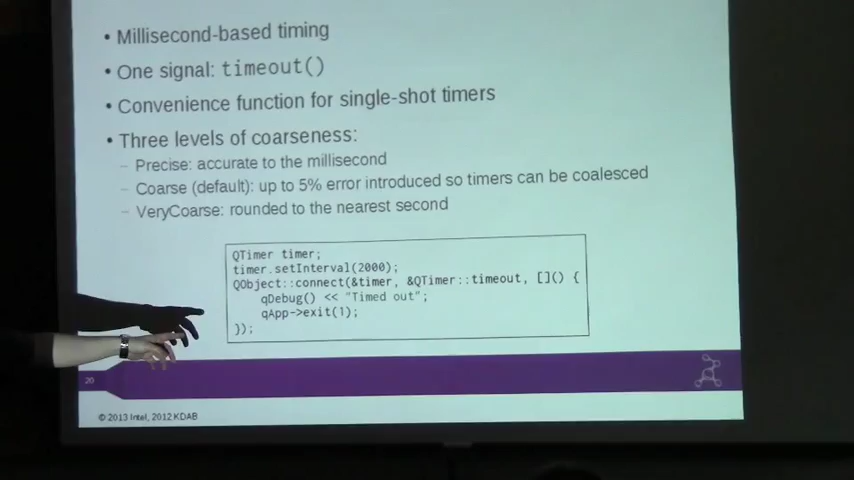 • Millisecond-based timing
• One signal: timeout()
• Convenience function for single-shot timers
• Three levels of coarseness:
– Precise: accurate to the millisecond
– Coarse (default): up to 5% error introduced so timers can be coalesced
– VeryCoarse: rounded to the nearest second
QTimer timer;
timer.setInterval(2000);
QObject::connect(&timer, &QTimer::timeout, []() {
qDebug() << "Timed out";
qApp->exit(1);
});
20
© 2013 Intel, 2012 KDAB